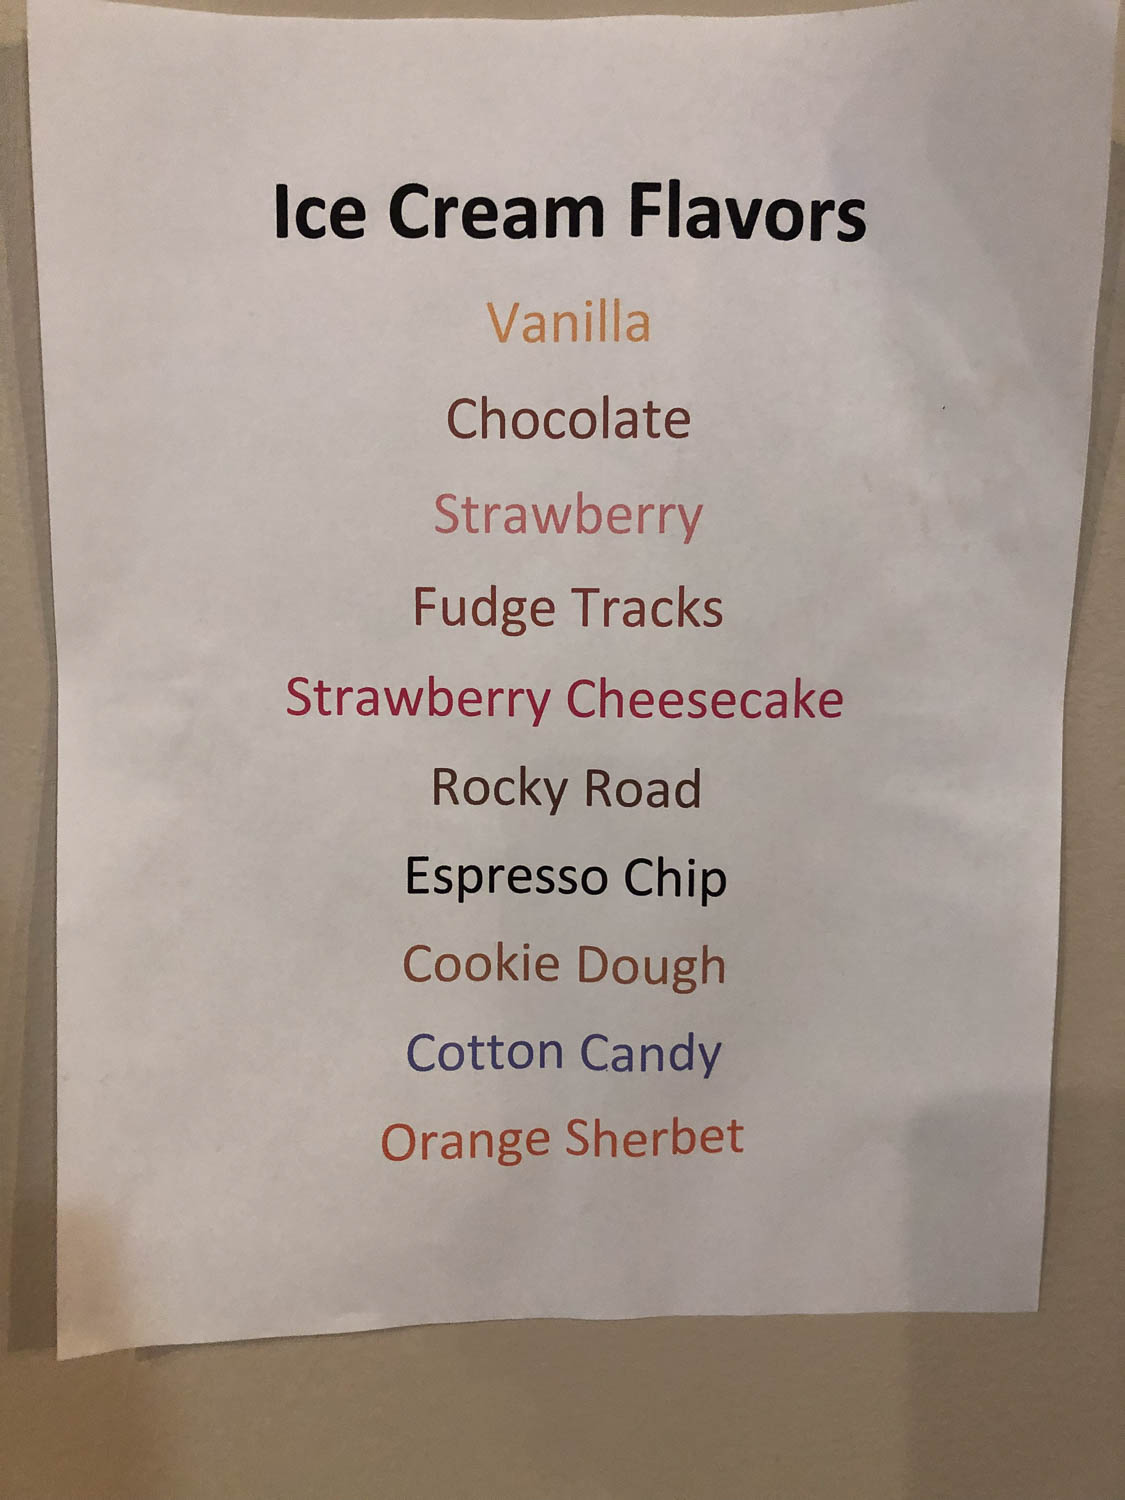 Ice Cream Flavors
Vanilla
Chocolate
Strawberry
Fudge Tracks
Strawberry Cheesecake
Rocky Road
Espresso Chip
Cookie Dough
Cotton Candy
Orange Sherbet